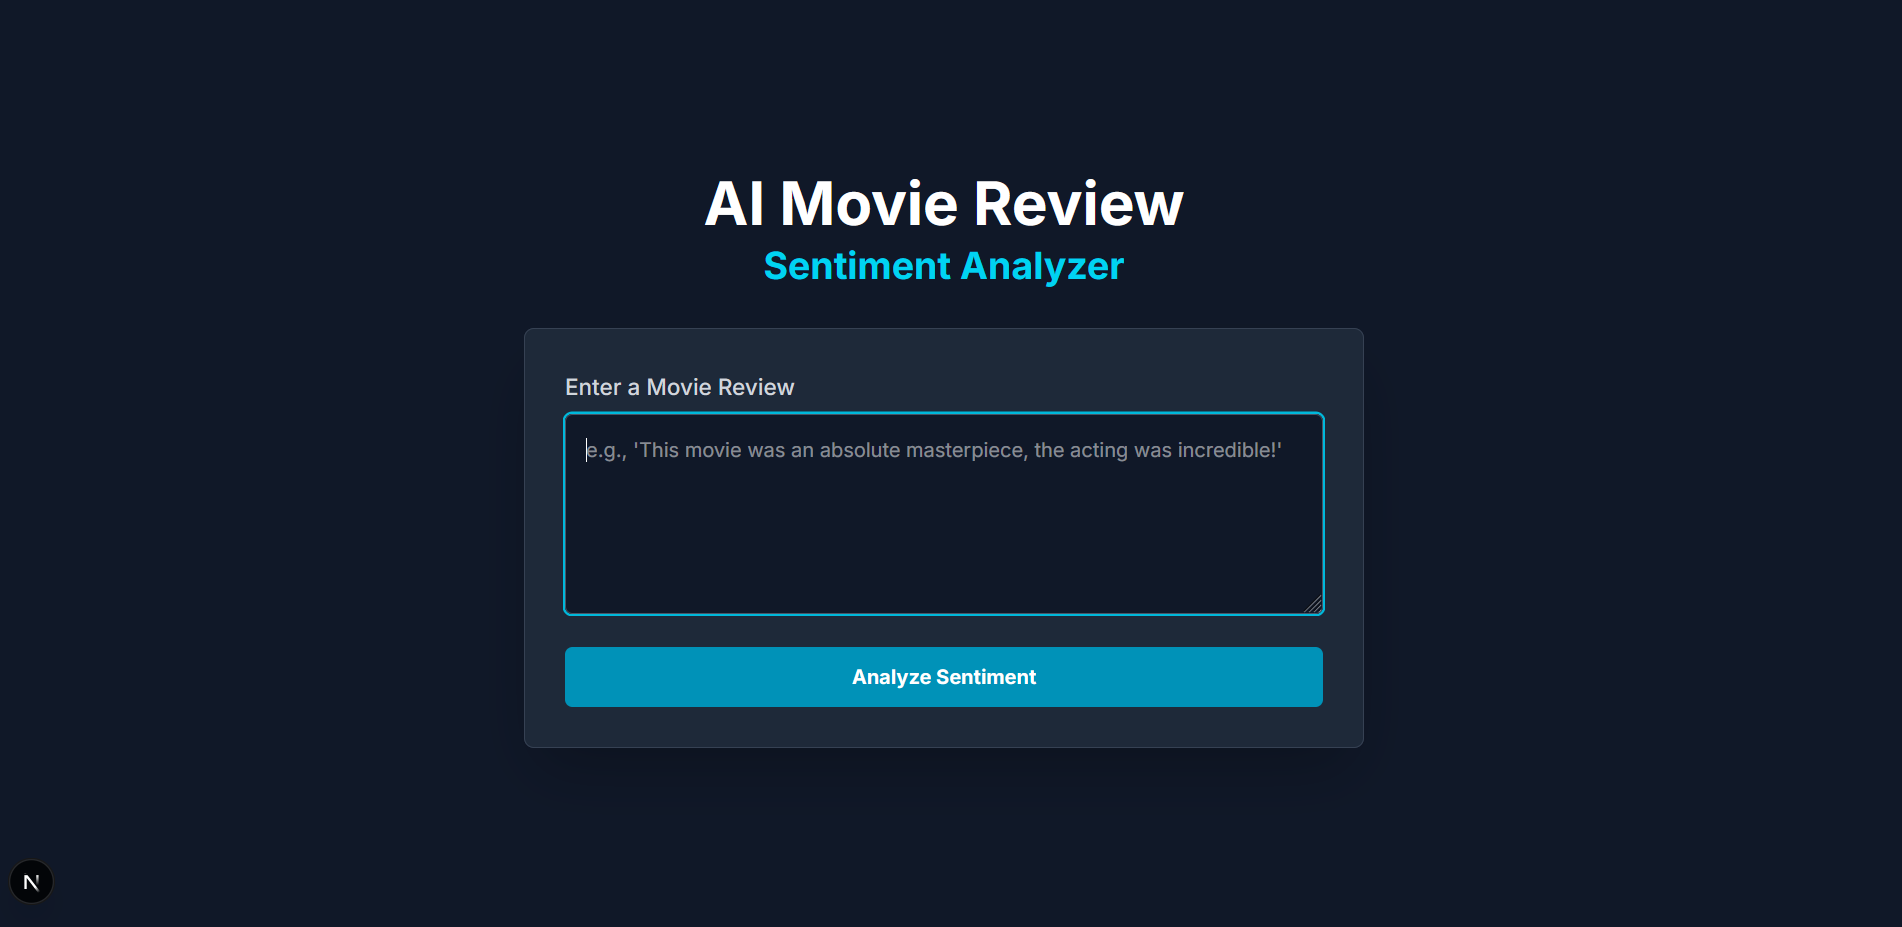 AI Movie Review
Sentiment Analyzer
Enter a Movie Review
e.g., 'This movie was an absolute masterpiece, the acting was incredible!'
Analyze Sentiment
N